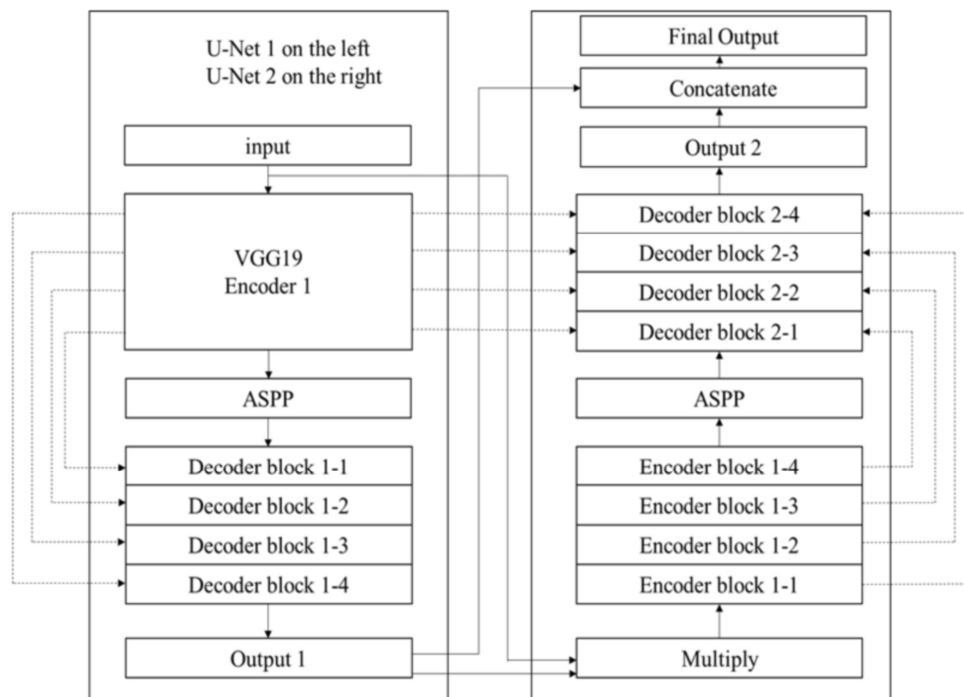 U-Net 1 on the left
U-Net 2 on the right
input
VGG19
Encoder 1
ASPP
Decoder block 1-1
Decoder block 1-2
Decoder block 1-3
Decoder block 1-4
Output 1
Final Output
Concatenate
Output 2
Decoder block 2-4
Decoder block 2-3
Decoder block 2-2
Decoder block 2-1
ASPP
Encoder block 1-4
Encoder block 1-3
Encoder block 1-2
Encoder block 1-1
Multiply